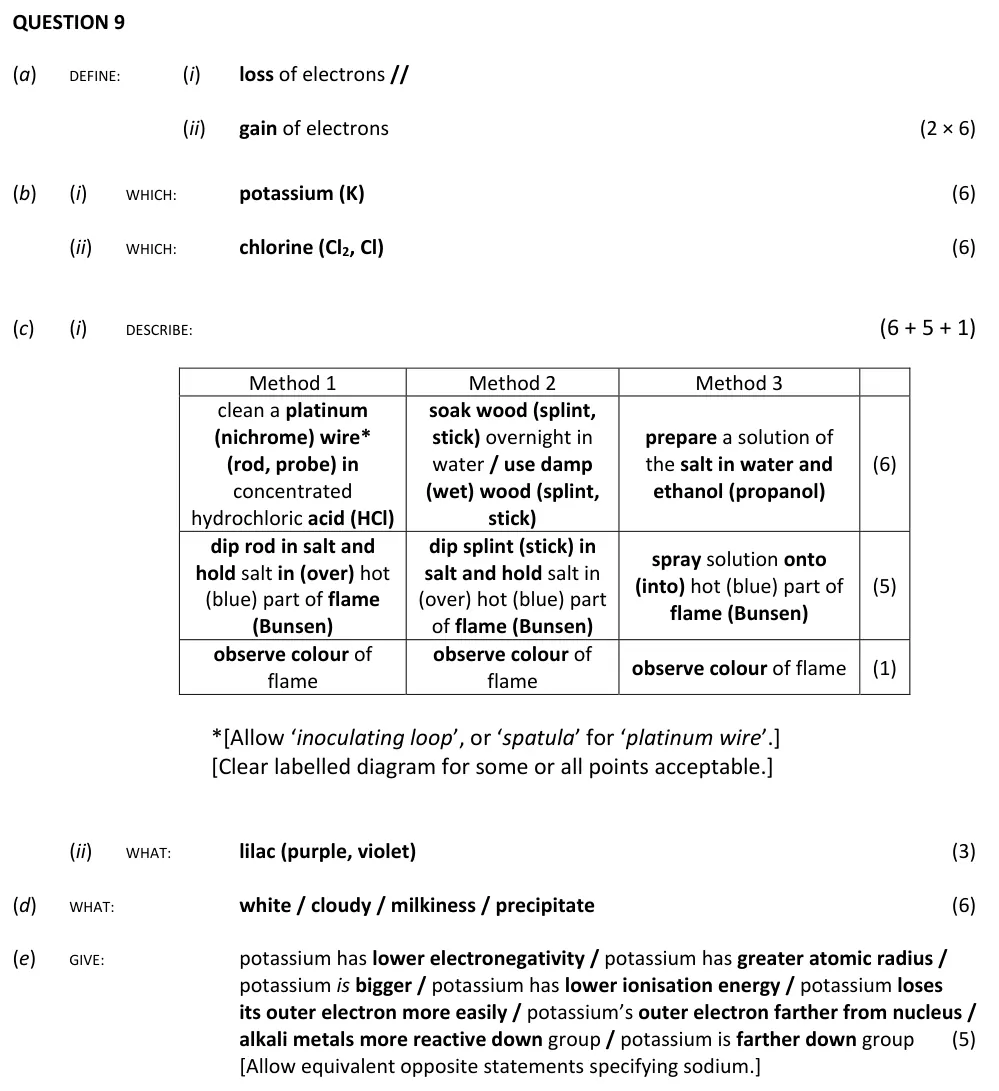 QUESTION 9
(a) DEFINE: (i) loss of electrons //
(ii) gain of electrons (2 × 6)
(b) (i) WHICH: potassium (K) (6)
(ii) WHICH: chlorine (Cl₂, Cl) (6)
(c) (i) DESCRIBE: (6 + 5 + 1)
Method 1 Method 2 Method 3
clean a platinum
(nichrome) wire*
(rod, probe) in
concentrated
hydrochloric acid (HCl)
soak wood (splint,
stick) overnight in
water / use damp
(wet) wood (splint,
stick)
prepare a solution of
the salt in water and
ethanol (propanol)
(6)
dip rod in salt and
hold salt in (over) hot
(blue) part of flame
(Bunsen)
dip splint (stick) in
salt and hold salt in
(over) hot (blue) part
of flame (Bunsen)
spray solution onto
(into) hot (blue) part of
flame (Bunsen)
(5)
observe colour of
flame
observe colour of
flame
observe colour of flame
(1)
*[Allow ‘inoculating loop’, or ‘spatula’ for ‘platinum wire’.]
[Clear labelled diagram for some or all points acceptable.]
(ii) WHAT: lilac (purple, violet) (3)
(d) WHAT: white / cloudy / milkiness / precipitate (6)
(e) GIVE: potassium has lower electronegativity / potassium has greater atomic radius /
potassium is bigger / potassium has lower ionisation energy / potassium loses
its outer electron more easily / potassium’s outer electron farther from nucleus /
alkali metals more reactive down group / potassium is farther down group (5)
[Allow equivalent opposite statements specifying sodium.]